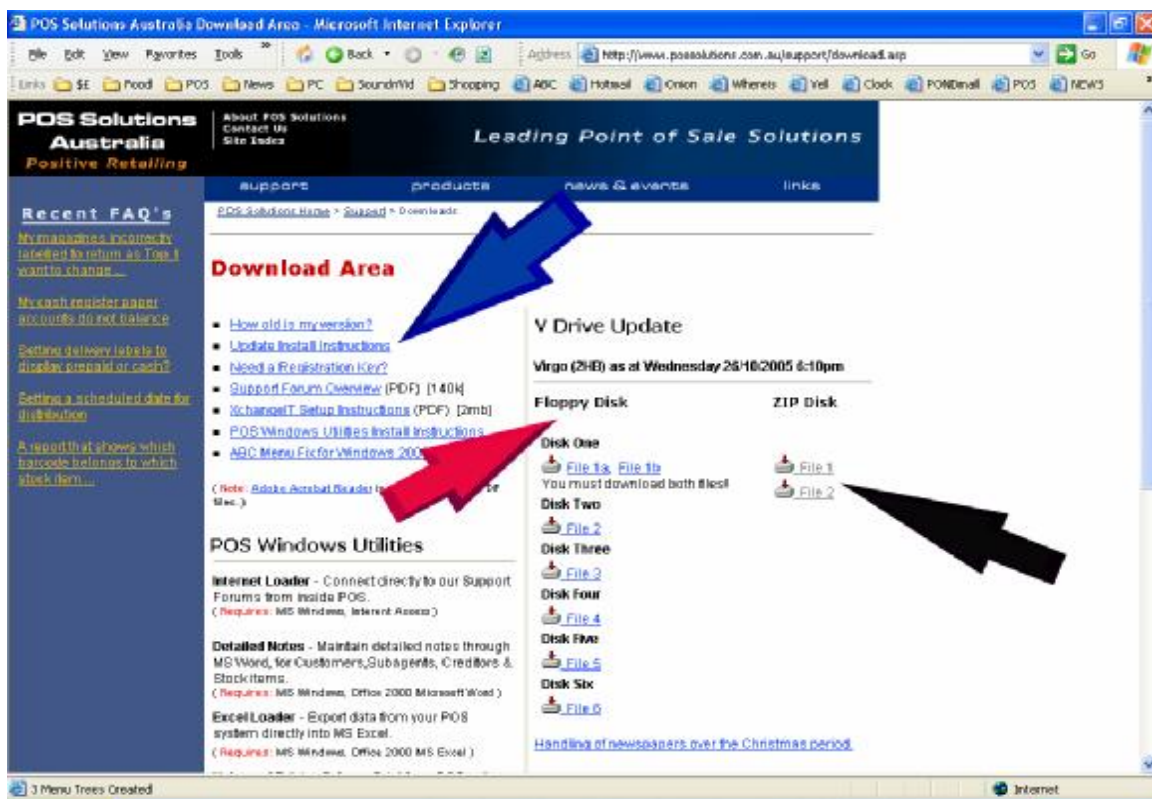 POS Solutions Australia Download Area - Microsoft Internet Explorer
File Edit View Favorites Tools » Back
Address http://www.possolutions.com.au/support/download.asp Go
Links $E Food POS News PC SoundnVid Shopping ABC Hotmail Onion Whereis Yell Clock POS NEWS
POS Solutions
Australia
Positive Retailing
About POS Solutions
Contact Us
Site Index
Leading Point of Sale Solutions
support products news & events links
Recent FAQ's
My magazines incorrectly
labelled to return as Top. I
want to change ...
My cash register paper
accounts do not balance
Setting delivery labels to
display prepaid or cash?
Setting a scheduled date for
distribution
A report that shows which
barcode belongs to which
stock item ...
POS Solutions Home > Support > Downloads
Download Area
How old is my version?
Update Install Instructions
Need a Registration Key?
Support Forum Overview (PDF) [140k]
XchangeIT Setup Instructions (PDF) [2mb]
POS Windows Utilities Install Instructions
ABC Menu Fix for Windows
(Note: Adobe Acrobat Reader
files.)
POS Windows Utilities
Internet Loader - Connect directly to our Support
Forums from inside POS.
(Requires: MS Windows, Interent Access)
Detailed Notes - Maintain detailed notes through
MS Word, for Customers,Subagents, Creditors &
Stock items.
(Requires: MS Windows, Office 2000 Microsoft Word)
Excel Loader - Export data from your POS
system directly into MS Excel.
(Requires: MS Windows, Office 2000 MS Excel)
V Drive Update
Virgo (2HB) as at Wednesday 26/10/2005 6:10pm
Floppy Disk ZIP Disk
Disk One
File 1a, File 1b File 1
You must download both files!! File 2
Disk Two
File 2
Disk Three
File 3
Disk Four
File 4
Disk Five
File 5
Disk Six
File 6
Handling of newspapers over the Christmas period.
3 Menu Trees Created Internet